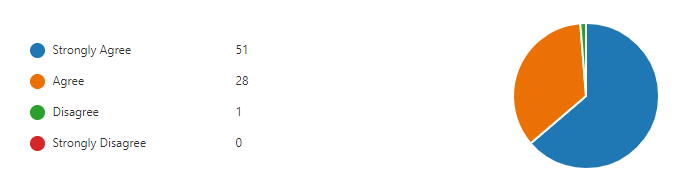 Strongly Agree 51
Agree 28
Disagree 1
Strongly Disagree 0